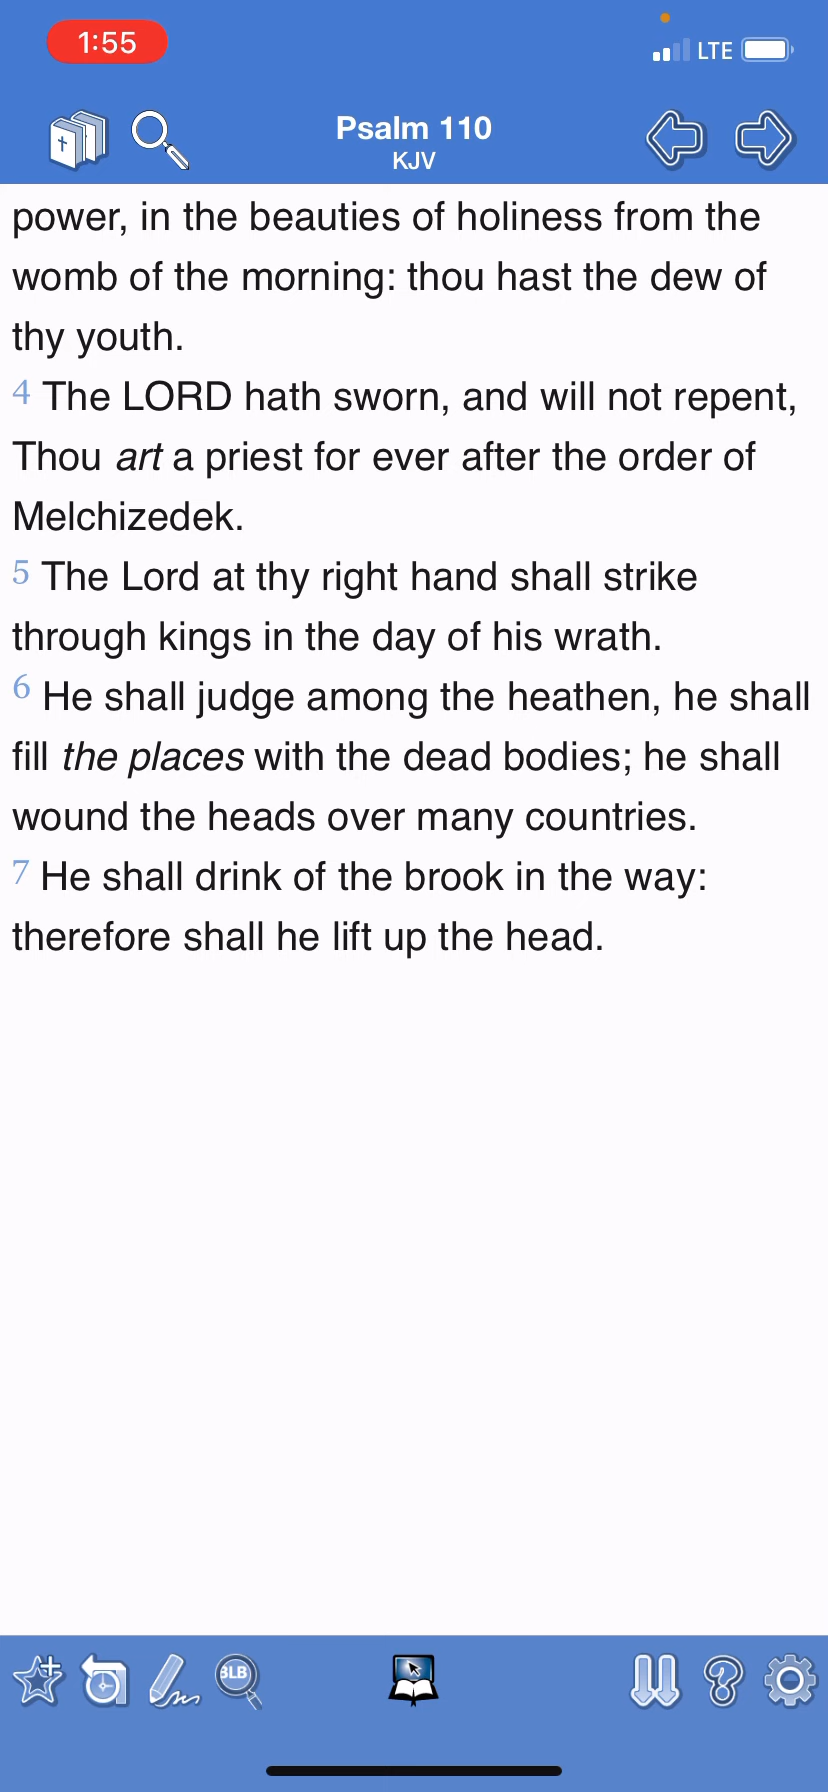 1:55
LTE
Psalm 110
KJV
power, in the beauties of holiness from the
womb of the morning: thou hast the dew of
thy youth.
4 The LORD hath sworn, and will not repent,
Thou art a priest for ever after the order of
Melchizedek.
5 The Lord at thy right hand shall strike
through kings in the day of his wrath.
6 He shall judge among the heathen, he shall
fill the places with the dead bodies; he shall
wound the heads over many countries.
7 He shall drink of the brook in the way:
therefore shall he lift up the head.
BLB